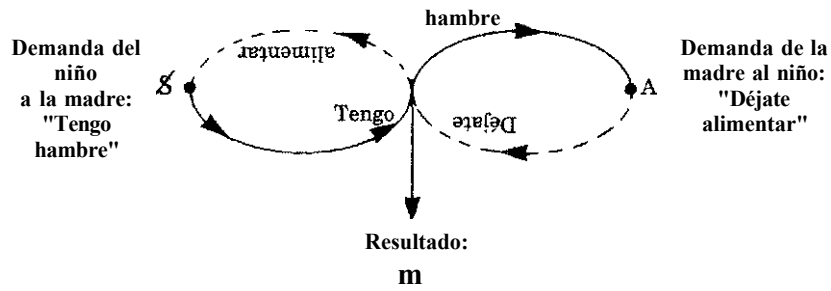 hambre
Demanda del
niño
a la madre:
"Tengo
hambre"
alimentar
$
Tengo
Déjate
A
Demanda de la
madre al niño:
"Déjate
alimentar"
Resultado:
m